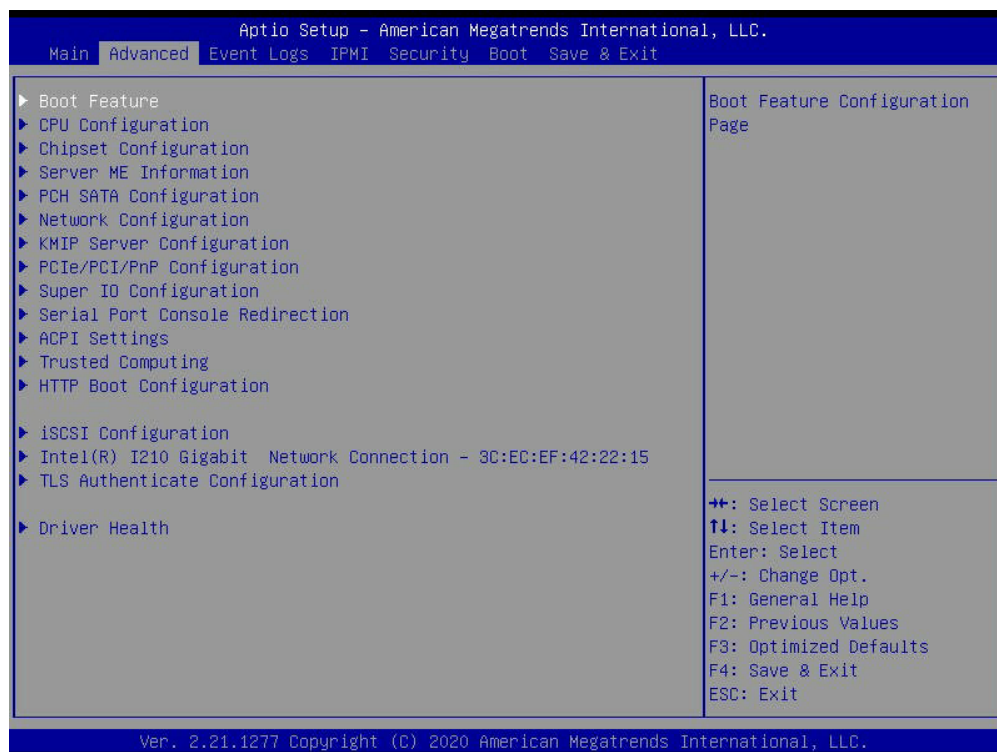 Aptio Setup – American Megatrends International, LLC.
Main Advanced Event Logs IPMI Security Boot Save & Exit
▶ Boot Feature
▶ CPU Configuration
▶ Chipset Configuration
▶ Server ME Information
▶ PCH SATA Configuration
▶ Network Configuration
▶ KMIP Server Configuration
▶ PCIe/PCI/PnP Configuration
▶ Super IO Configuration
▶ Serial Port Console Redirection
▶ ACPI Settings
▶ Trusted Computing
▶ HTTP Boot Configuration
▶ iSCSI Configuration
▶ Intel(R) I210 Gigabit  Network Connection – 3C:EC:EF:42:22:15
▶ TLS Authenticate Configuration
▶ Driver Health
Boot Feature Configuration
Page
→←: Select Screen
↑↓: Select Item
Enter: Select
+/-: Change Opt.
F1: General Help
F2: Previous Values
F3: Optimized Defaults
F4: Save & Exit
ESC: Exit
Ver. 2.21.1277 Copyright (C) 2020 American Megatrends International, LLC.